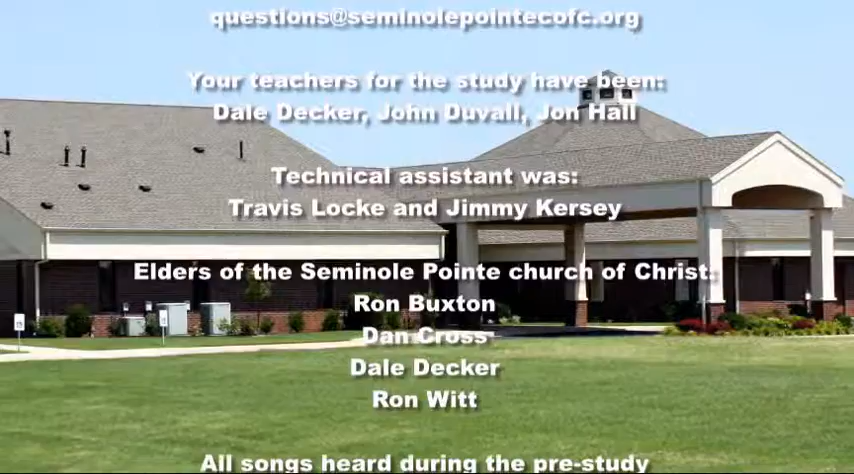 questions@seminolepointecofc.org
Your teachers for the study have been:
Dale Decker, John Duvall, Jon Hall
Technical assistant was:
Travis Locke and Jimmy Kersey
Elders of the Seminole Pointe church of Christ:
Ron Buxton
Dan Cross
Dale Decker
Ron Witt
All songs heard during the pre-study